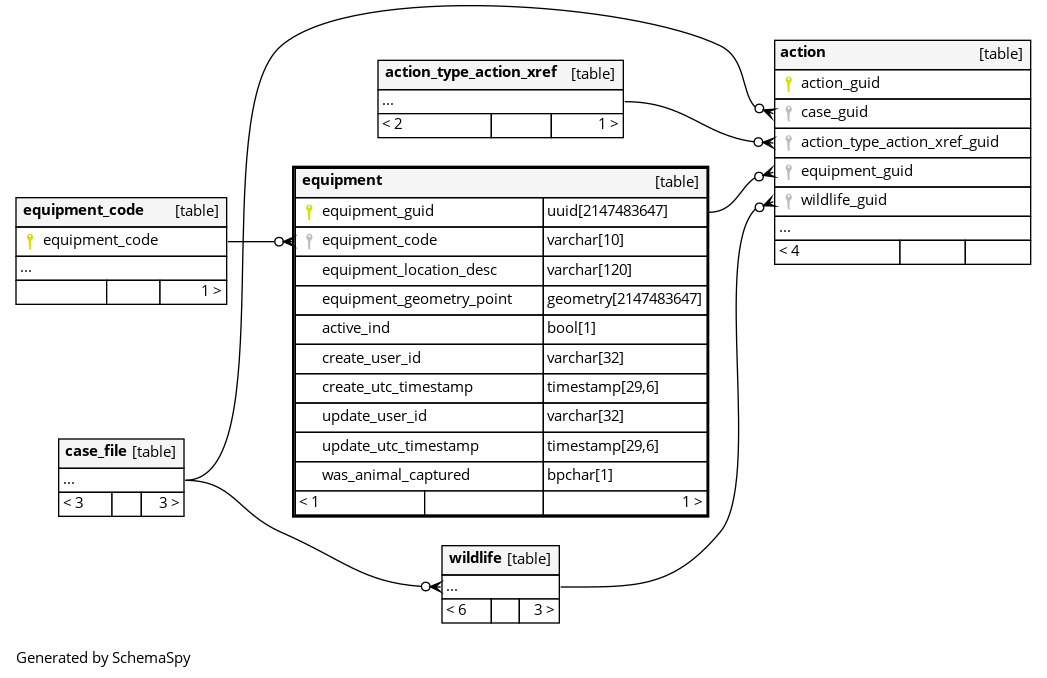 action_type_action_xref [table]
...
< 2 1 >
action [table]
action_guid
case_guid
action_type_action_xref_guid
equipment_guid
wildlife_guid
...
< 4
equipment_code [table]
equipment_code
...
1 >
equipment [table]
equipment_guid uuid[2147483647]
equipment_code varchar[10]
equipment_location_desc varchar[120]
equipment_geometry_point geometry[2147483647]
active_ind bool[1]
create_user_id varchar[32]
create_utc_timestamp timestamp[29,6]
update_user_id varchar[32]
update_utc_timestamp timestamp[29,6]
was_animal_captured bpchar[1]
< 1 1 >
case_file [table]
...
< 3 3 >
wildlife [table]
...
< 6 3 >
Generated by SchemaSpy